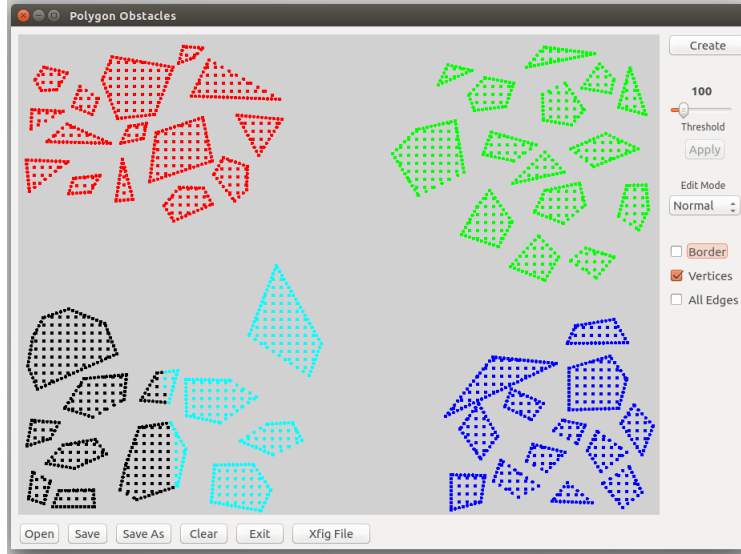 Polygon Obstacles
Create
100
Threshold
Apply
Edit Mode
Normal
Border
Vertices
All Edges
Open Save Save As Clear Exit Xfig File